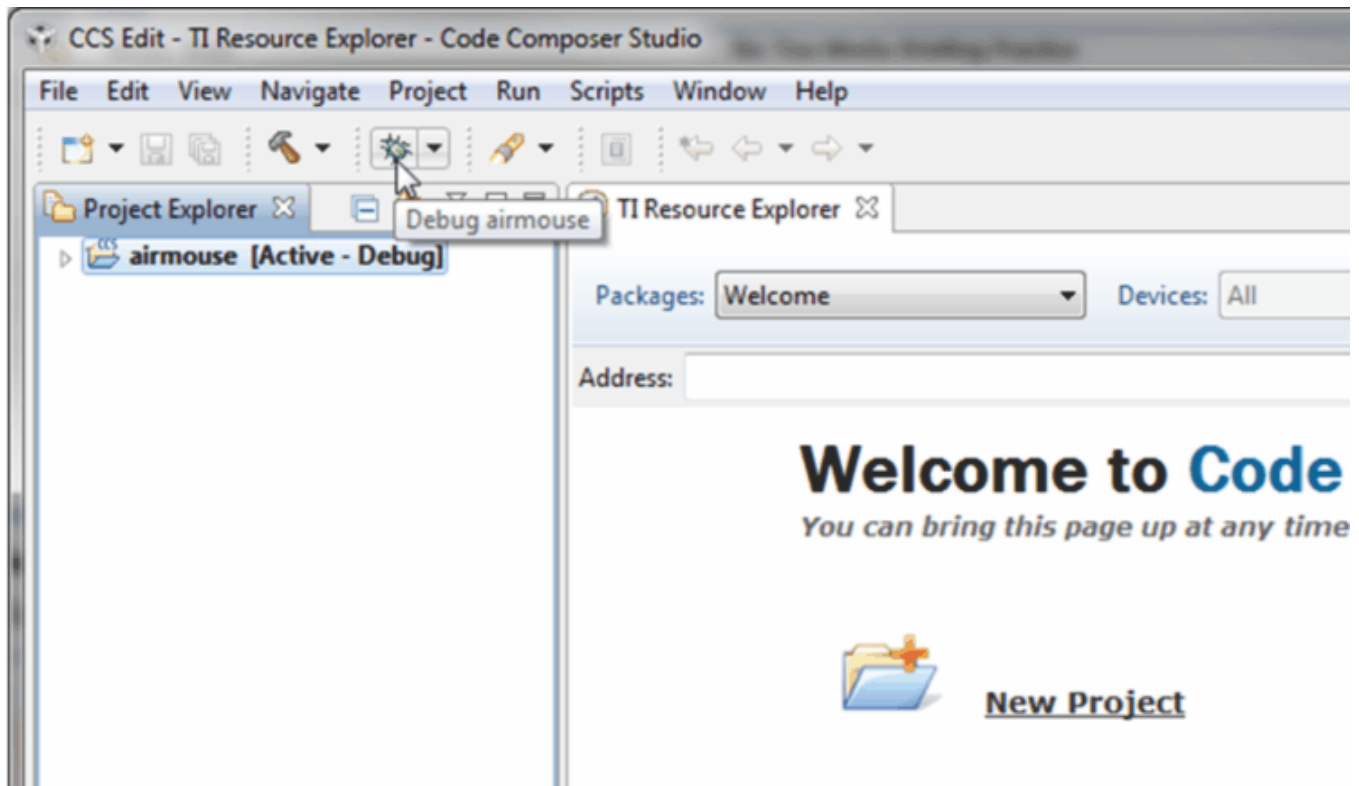 CCS Edit - TI Resource Explorer - Code Composer Studio
File Edit View Navigate Project Run Scripts Window Help
Project Explorer
TI Resource Explorer
Debug airmouse
CCS airmouse [Active - Debug]
Packages: Welcome Devices: All
Address:
Welcome to Code
You can bring this page up at any time
New Project